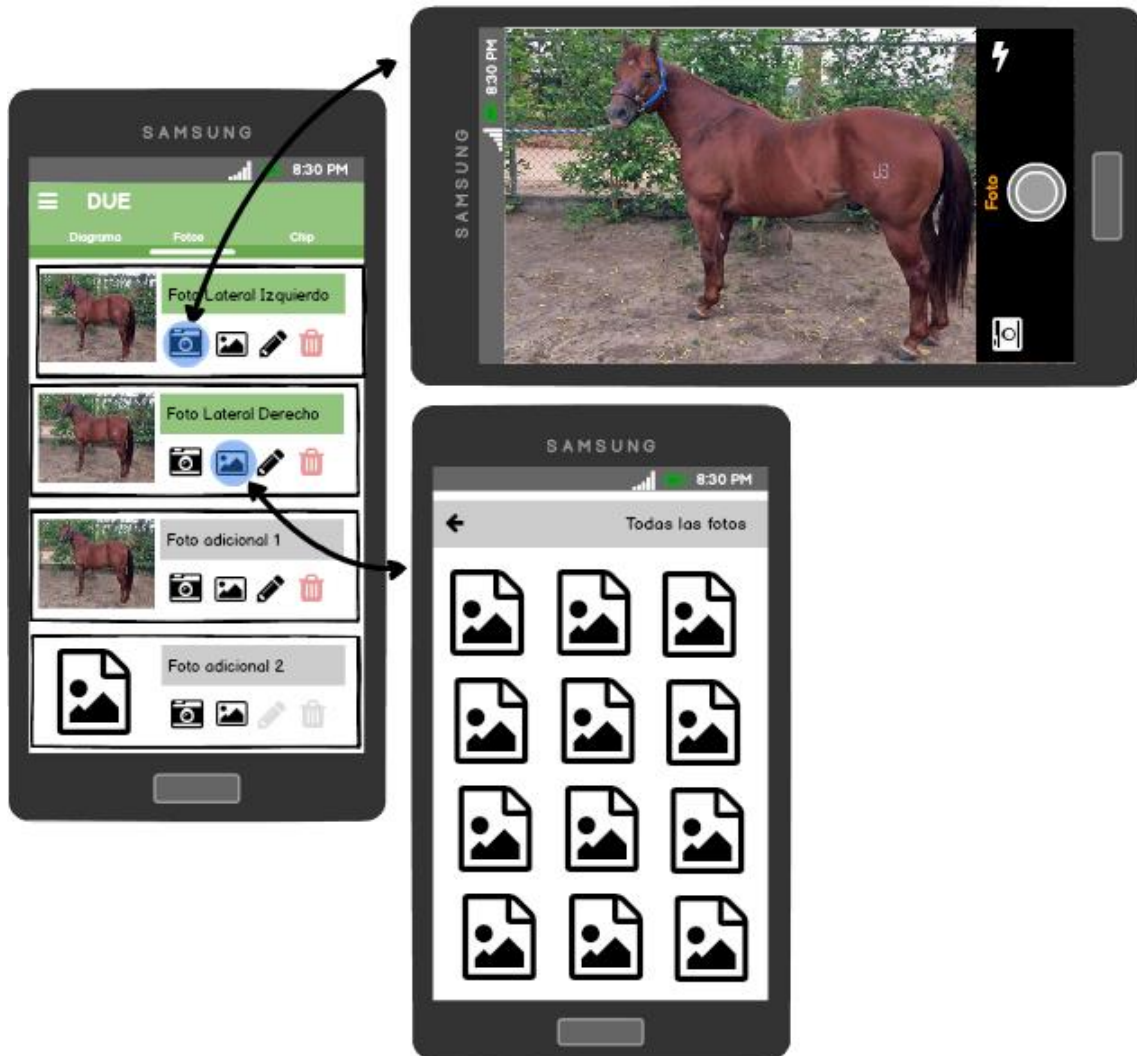 SAMSUNG
8:30 PM
DUE
Diagrama Fotos Chip
Foto Lateral Izquierdo
Foto Lateral Derecho
Foto adicional 1
Foto adicional 2
SAMSUNG
8:30 PM
Foto
JB
SAMSUNG
8:30 PM
Todas las fotos